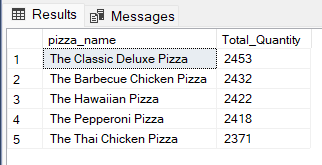 Results Messages
pizza_name Total_Quantity
1 The Classic Deluxe Pizza 2453
2 The Barbecue Chicken Pizza 2432
3 The Hawaiian Pizza 2422
4 The Pepperoni Pizza 2418
5 The Thai Chicken Pizza 2371